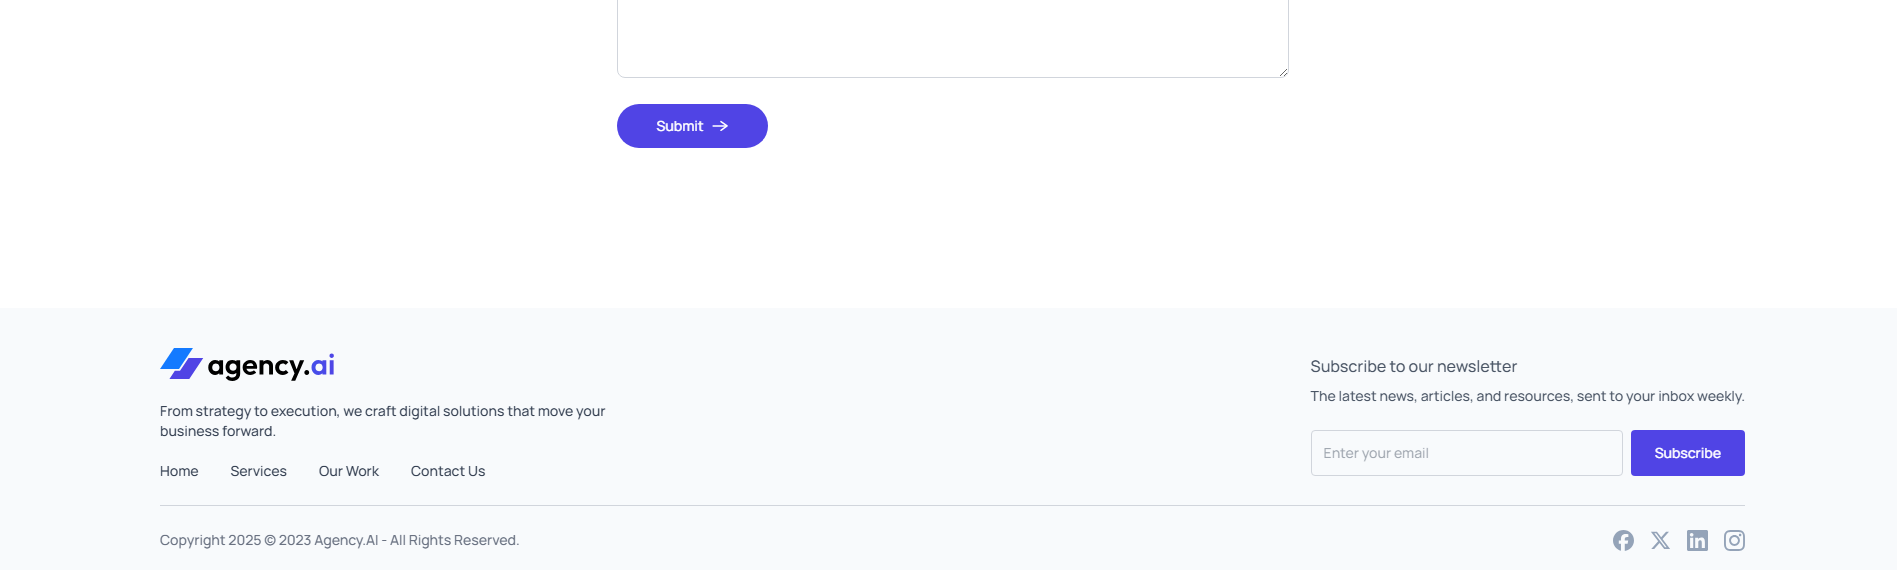 Submit
agency.ai
From strategy to execution, we craft digital solutions that move your
business forward.
Home Services Our Work Contact Us
Subscribe to our newsletter
The latest news, articles, and resources, sent to your inbox weekly.
Enter your email
Subscribe
Copyright 2025 © 2023 Agency.AI - All Rights Reserved.